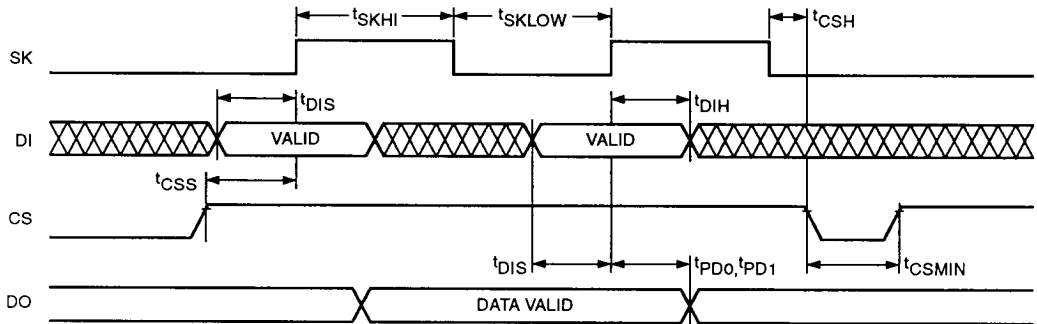 tSKHI
tSKLOW
tCSH
SK
tDIS
tDIH
DI
VALID
VALID
tCSS
CS
tDIS
tPD0,tPD1
tCSMIN
DO
DATA VALID